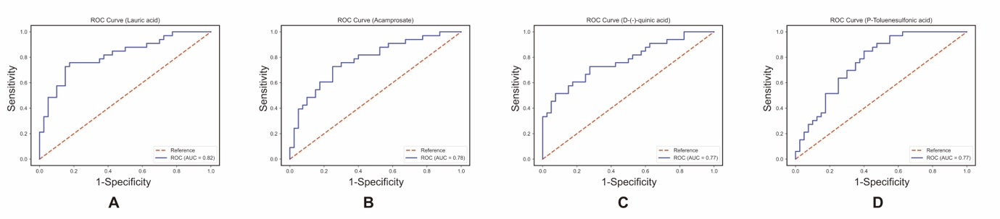 ROC Curve (Lauric acid)
Sensitivity
1.0
0.8
0.6
0.4
0.2
0.0
0.0 0.2 0.4 0.6 0.8 1.0
Reference
ROC (AUC = 0.82)
1-Specificity
A
ROC Curve (Acamprosate)
Sensitivity
1.0
0.8
0.6
0.4
0.2
0.0
0.0 0.2 0.4 0.6 0.8 1.0
Reference
ROC (AUC = 0.78)
1-Specificity
B
ROC Curve (D-(-)-quinic acid)
Sensitivity
1.0
0.8
0.6
0.4
0.2
0.0
0.0 0.2 0.4 0.6 0.8 1.0
Reference
ROC (AUC = 0.77)
1-Specificity
C
ROC Curve (P-Toluenesulfonic acid)
Sensitivity
1.0
0.8
0.6
0.4
0.2
0.0
0.0 0.2 0.4 0.6 0.8 1.0
Reference
ROC (AUC = 0.77)
1-Specificity
D